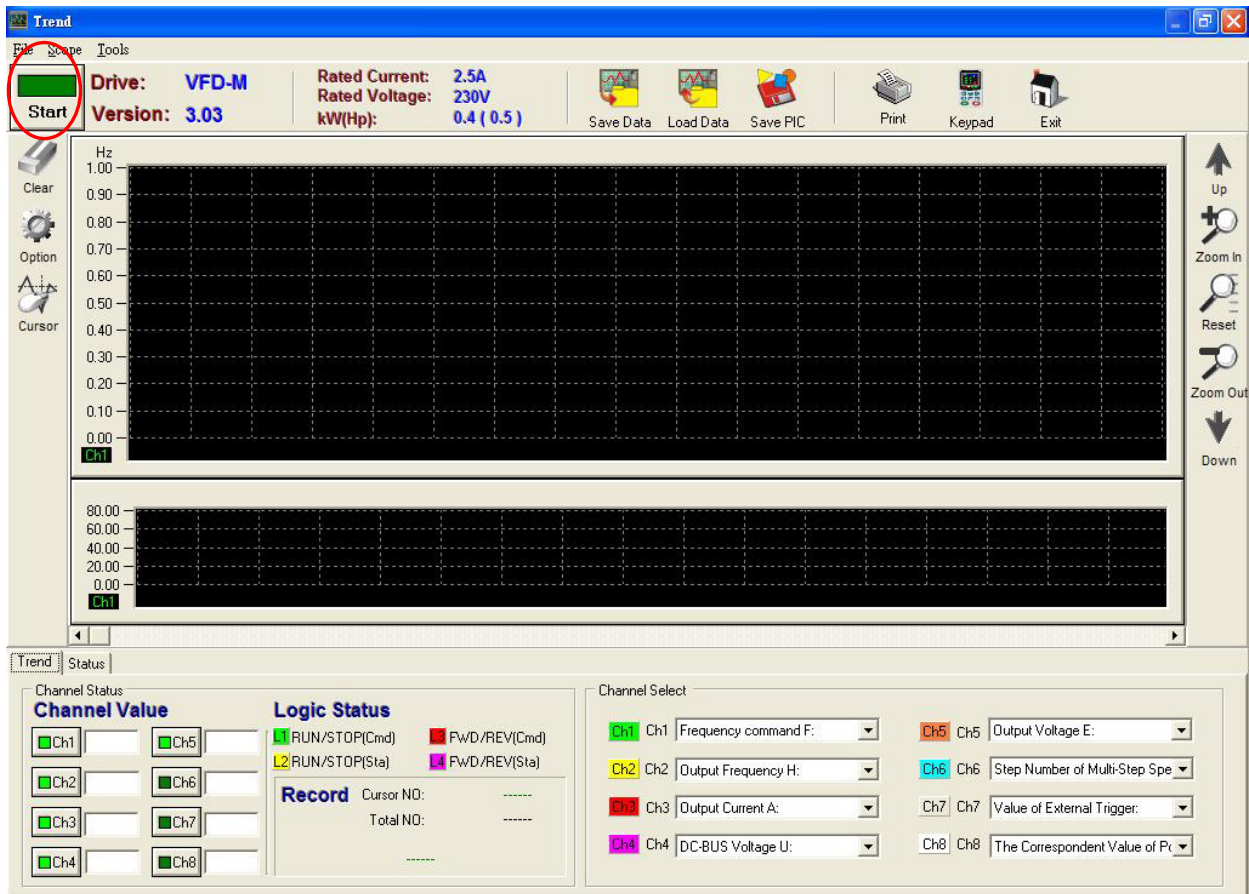 Trend
File Scope Tools
Start
Drive: VFD-M
Version: 3.03
Rated Current: 2.5A
Rated Voltage: 230V
kW(Hp): 0.4 ( 0.5 )
Save Data Load Data Save PIC Print Keypad Exit
Clear
Option
Cursor
Hz
1.00
0.90
0.80
0.70
0.60
0.50
0.40
0.30
0.20
0.10
0.00
Ch1
80.00
60.00
40.00
20.00
0.00
Ch1
Up
Zoom In
Reset
Zoom Out
Down
Trend Status
Channel Status
Channel Value
Ch1 Ch5
Ch2 Ch6
Ch3 Ch7
Ch4 Ch8
Logic Status
L1 RUN/STOP(Cmd) L3 FWD/REV(Cmd)
L2 RUN/STOP(Sta) L4 FWD/REV(Sta)
Record Cursor NO: ------
Total NO: ------
------
Channel Select
Ch1 Ch1 Frequency command F:
Ch2 Ch2 Output Frequency H:
Ch3 Ch3 Output Current A:
Ch4 Ch4 DC-BUS Voltage U:
Ch5 Ch5 Output Voltage E:
Ch6 Ch6 Step Number of Multi-Step Spe
Ch7 Ch7 Value of External Trigger:
Ch8 Ch8 The Correspondent Value of Po